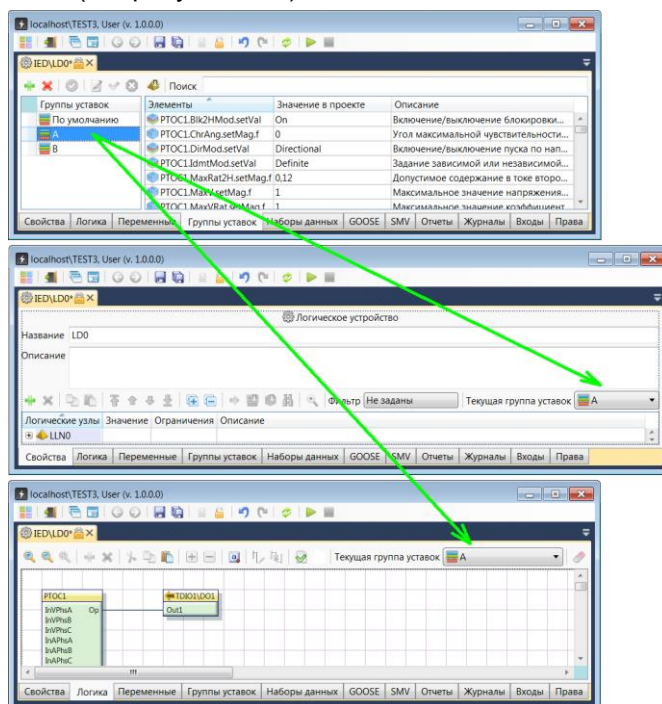 localhost\TEST3, User (v. 1.0.0.0)
IED\LD0*
Поиск
Группы уставок
По умолчанию
A
B
Элементы Значение в проекте Описание
PTOC1.Blk2HMod.setVal On Включение/выключение блокировки...
PTOC1.ChrAng.setMag.f 0 Угол максимальной чувствительности...
PTOC1.DirMod.setVal Directional Включение/выключение пуска по нап...
PTOC1.IdmtMod.setVal Definite Задание зависимой или независимой...
PTOC1.MaxRat2H.setMag.f 0,12 Допустимое содержание в токе второ...
PTOC1.MaxV.setMag.f 1 Максимальное значение напряжения...
PTOC1.MaxVRat.setMag.f 1 Максимальное значение коэффициент
Свойства Логика Переменные Группы уставок Наборы данных GOOSE SMV Отчеты Журналы Входы Права
localhost\TEST3, User (v. 1.0.0.0)
IED\LD0*
Логическое устройство
Название LD0
Описание
Фильтр Не заданы Текущая группа уставок A
Логические узлы Значение Ограничения Описание
LLN0
Свойства Логика Переменные Группы уставок Наборы данных GOOSE SMV Отчеты Журналы Входы Права
localhost\TEST3, User (v. 1.0.0.0)
IED\LD0*
Текущая группа уставок A
PTOC1
InVPhsA Op
InVPhsB
InVPhsC
InAPhsA
InAPhsB
InAPhsC
TDIO1\DO1
Out1
Свойства Логика Переменные Группы уставок Наборы данных GOOSE SMV Отчеты Журналы Входы Права